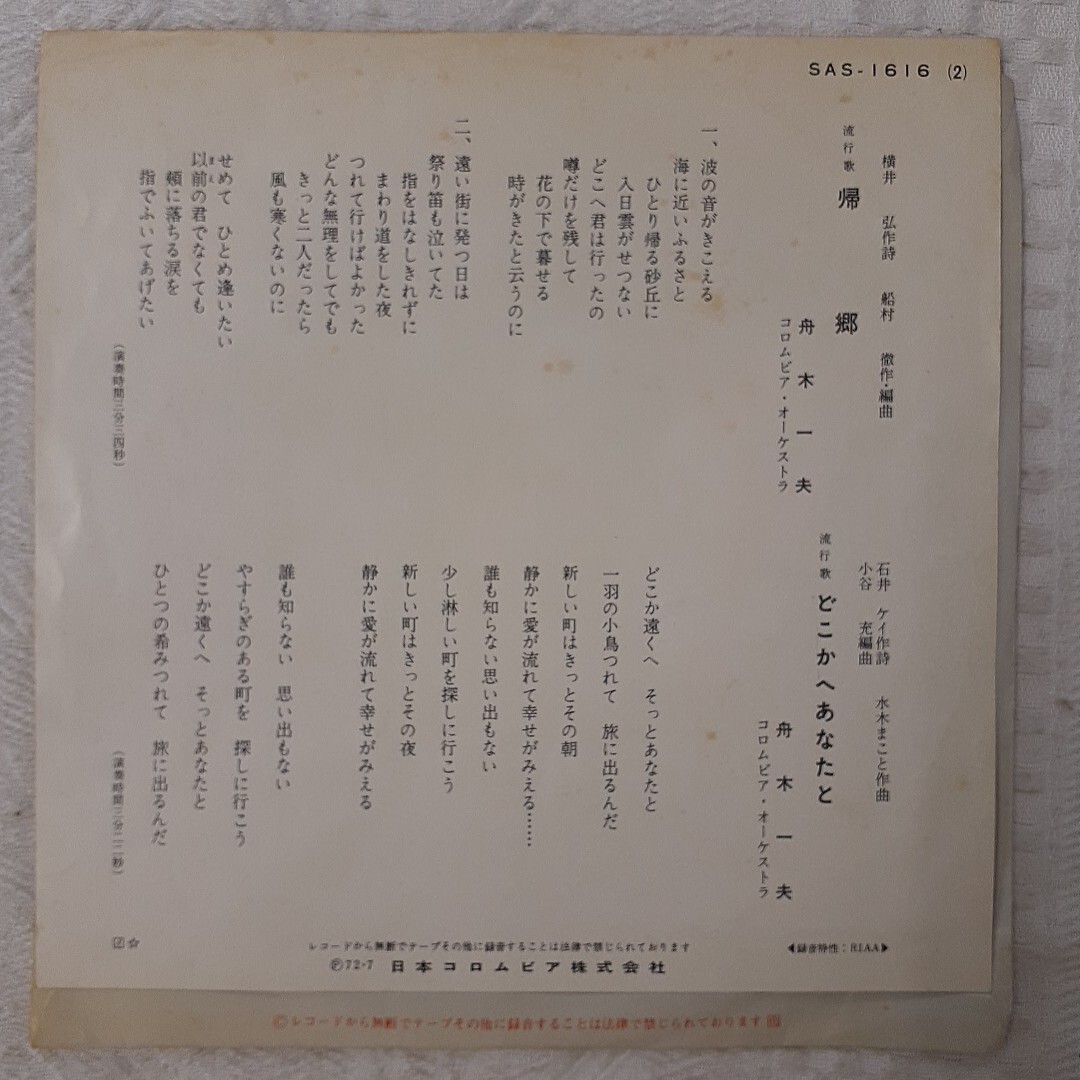 SAS-1616 (2)
横井 弘作詩 船村 徹作・編曲
流行歌 帰郷
舟木一夫
コロムビア・オーケストラ
一、波の音がきこえる
海に近いふるさと
ひとり帰る砂丘に
入日雲がせつない
どこへ君は行ったの
噂だけを残して
花の下で暮せる
時がきたと云うのに
二、遠い街に発つ日は
祭り笛も泣いてた
指をはなしきれずに
まわり道をした夜
つれて行けばよかった
どんな無理をしてでも
きっと二人だったら
風も寒くないのに
せめて ひとめ逢いたい
以前の君でなくても
まえ
頬に落ちる涙を
指でふいてあげたい
(演奏時間三分三四秒)
石井 ケイ作詩 水木まこと作曲
小谷 充編曲
流行歌 どこかへあなたと
舟木一夫
コロムビア・オーケストラ
どこか遠くへ そっとあなたと
一羽の小鳥つれて 旅に出るんだ
新しい町はきっとその朝
静かに愛が流れて幸せがみえる……
誰も知らない思い出もない
少し淋しい町を探しに行こう
新しい町はきっとその夜
静かに愛が流れて幸せがみえる
誰も知らない 思い出もない
やすらぎのある町を 探しに行こう
どこか遠くへ そっとあなたと
ひとつの希みつれて 旅に出るんだ
(演奏時間三分二二秒)
レコードから無断でテープその他に録音することは法律で禁じられております
◀録音特性：RIAA▶
Ⓟ72-7 日本コロムビア株式会社
Ⓒレコードから無断でテープその他に録音することは法律で禁じられております